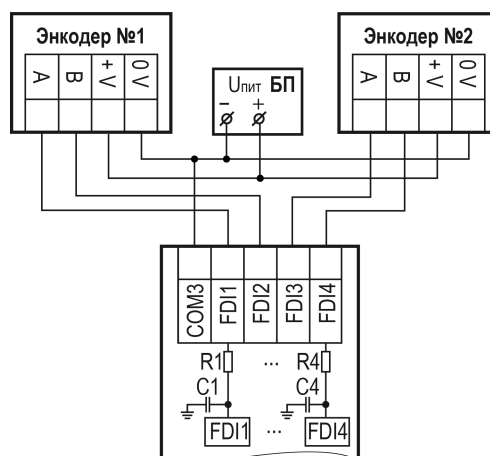 Энкодер №1
A B +V 0V
Uпит БП
− +
Энкодер №2
A B +V 0V
COM3 FDI1 FDI2 FDI3 FDI4
R1 ... R4
C1 C4
FDI1 ... FDI4